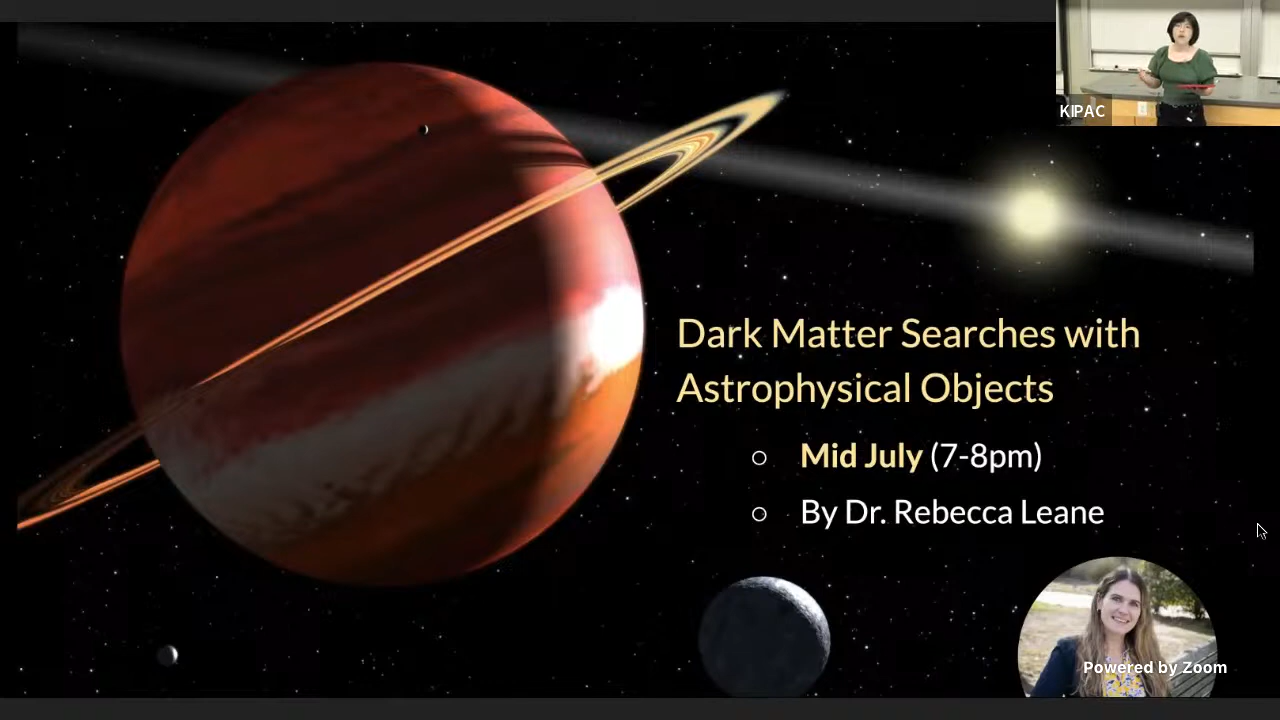 KIPAC
Dark Matter Searches with
Astrophysical Objects
○ Mid July (7-8pm)
○ By Dr. Rebecca Leane
Powered by Zoom